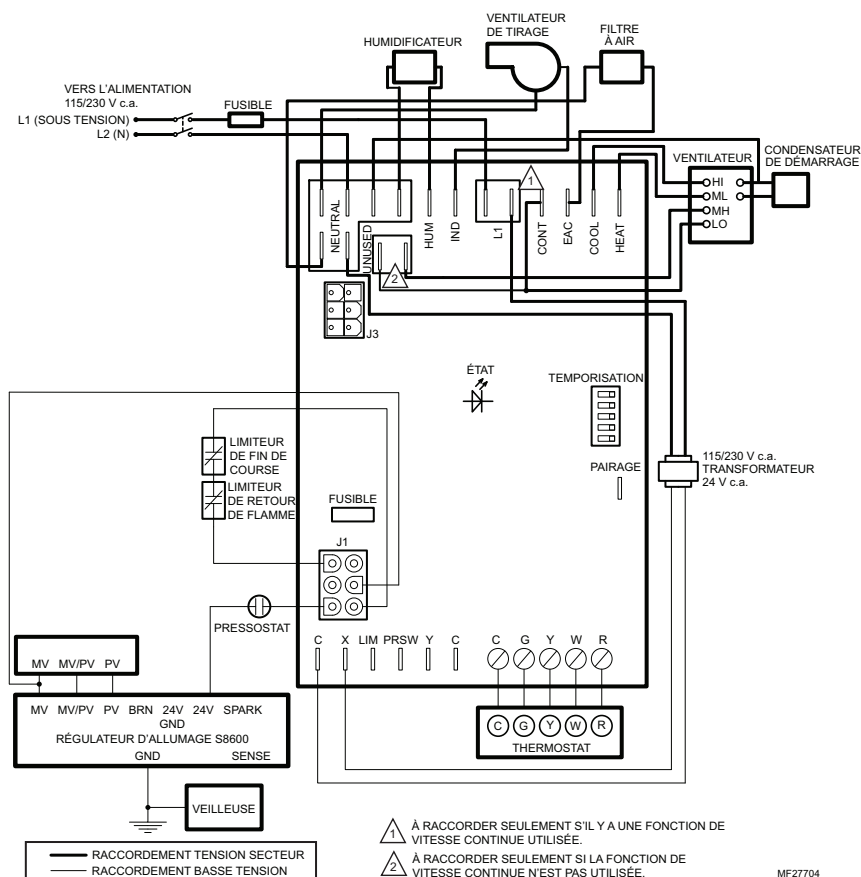 VENTILATEUR
DE TIRAGE
FILTRE
À AIR
HUMIDIFICATEUR
VERS L'ALIMENTATION
115/230 V c.a.
FUSIBLE
L1 (SOUS TENSION)
L2 (N)
VENTILATEUR
CONDENSATEUR
DE DÉMARRAGE
HI
ML
MH
LO
1
NEUTRAL
UNUSED
HUM
IND
L1
CONT
EAC
COOL
HEAT
2
J3
ÉTAT
TEMPORISATION
PAIRAGE
115/230 V c.a.
TRANSFORMATEUR
24 V c.a.
LIMITEUR
DE FIN DE
COURSE
LIMITEUR
DE RETOUR
DE FLAMME
FUSIBLE
J1
PRESSOSTAT
C X LIM PRSW Y C C G Y W R
MV MV/PV PV
MV MV/PV PV BRN 24V 24V SPARK
GND
RÉGULATEUR D'ALLUMAGE S8600
GND SENSE
C G Y W R
THERMOSTAT
VEILLEUSE
1 À RACCORDER SEULEMENT S'IL Y A UNE FONCTION DE
VITESSE CONTINUE UTILISÉE.
2 À RACCORDER SEULEMENT SI LA FONCTION DE
VITESSE CONTINUE N'EST PAS UTILISÉE.
RACCORDEMENT TENSION SECTEUR
RACCORDEMENT BASSE TENSION
MF27704